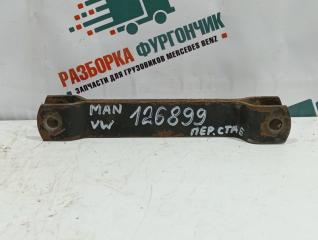 РАЗБОРКА ФУРГОНЧИК
ЗАПЧАСТИ ДЛЯ ГРУЗОВИКОВ MERCEDES BENZ
MAN
VW
126899
ПЕР.СТАБ